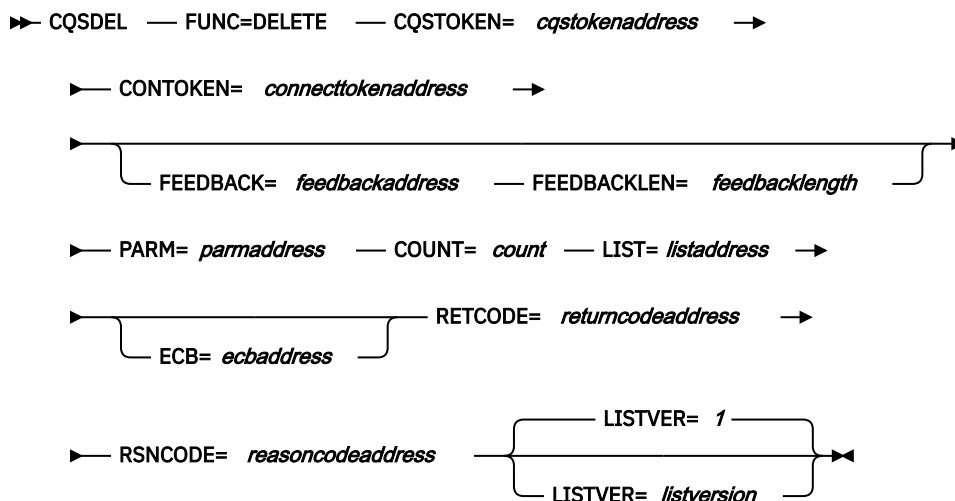 CQSDEL FUNC=DELETE CQSTOKEN= cqstokenaddress
CONTOKEN= connecttokenaddress
FEEDBACK= feedbackaddress FEEDBACKLEN= feedbacklength
PARM= parmaddress COUNT= count LIST= listaddress
RETCODE= returncodeaddress
ECB= ecbaddress
LISTVER= 1
RSNCODE= reasoncodeaddress
LISTVER= listversion